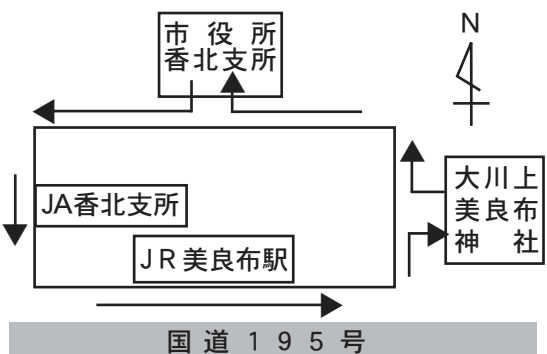 市役所
香北支所
N
大川上
美良布
神社
JA香北支所
JR美良布駅
国道195号